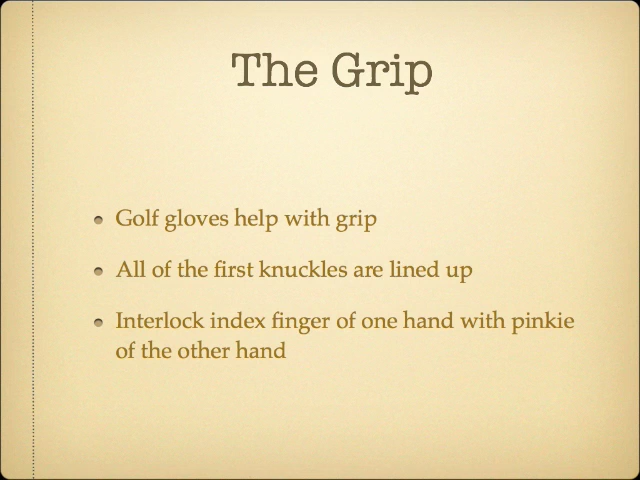 The Grip
Golf gloves help with grip
All of the first knuckles are lined up
Interlock index finger of one hand with pinkie
of the other hand